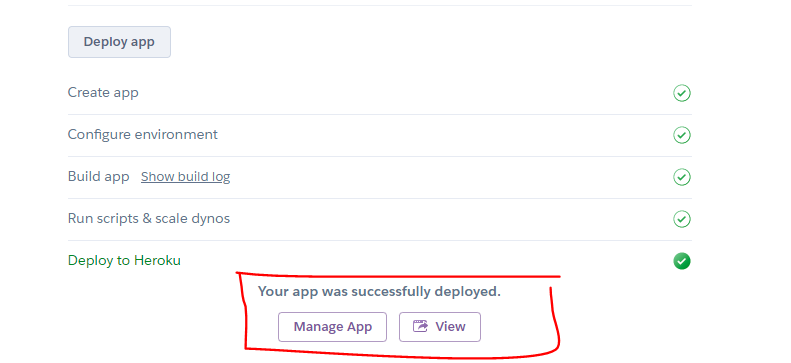 Deploy app
Create app
Configure environment
Build app Show build log
Run scripts & scale dynos
Deploy to Heroku
Your app was successfully deployed.
Manage App View